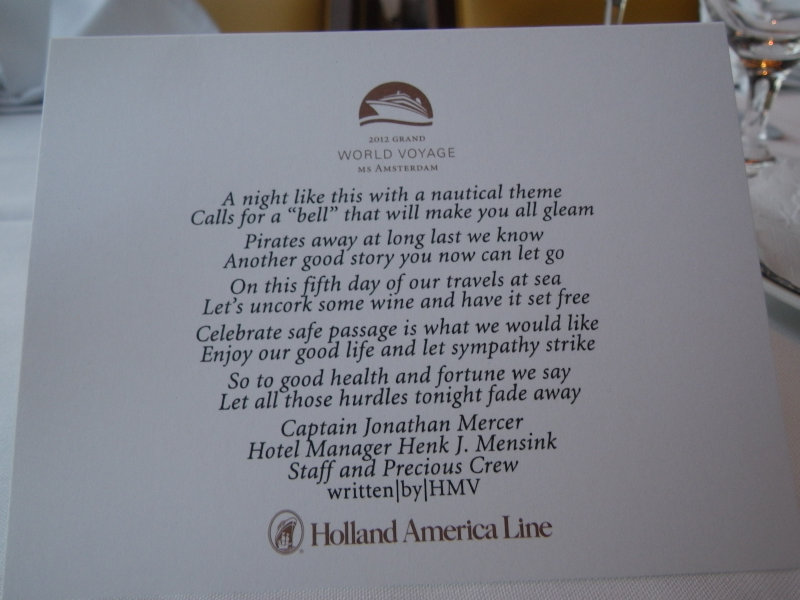 2012 GRAND
WORLD VOYAGE
MS AMSTERDAM
A night like this with a nautical theme
Calls for a “bell” that will make you all gleam
Pirates away at long last we know
Another good story you now can let go
On this fifth day of our travels at sea
Let's uncork some wine and have it set free
Celebrate safe passage is what we would like
Enjoy our good life and let sympathy strike
So to good health and fortune we say
Let all those hurdles tonight fade away
Captain Jonathan Mercer
Hotel Manager Henk J. Mensink
Staff and Precious Crew
written|by|HMV
Holland America Line